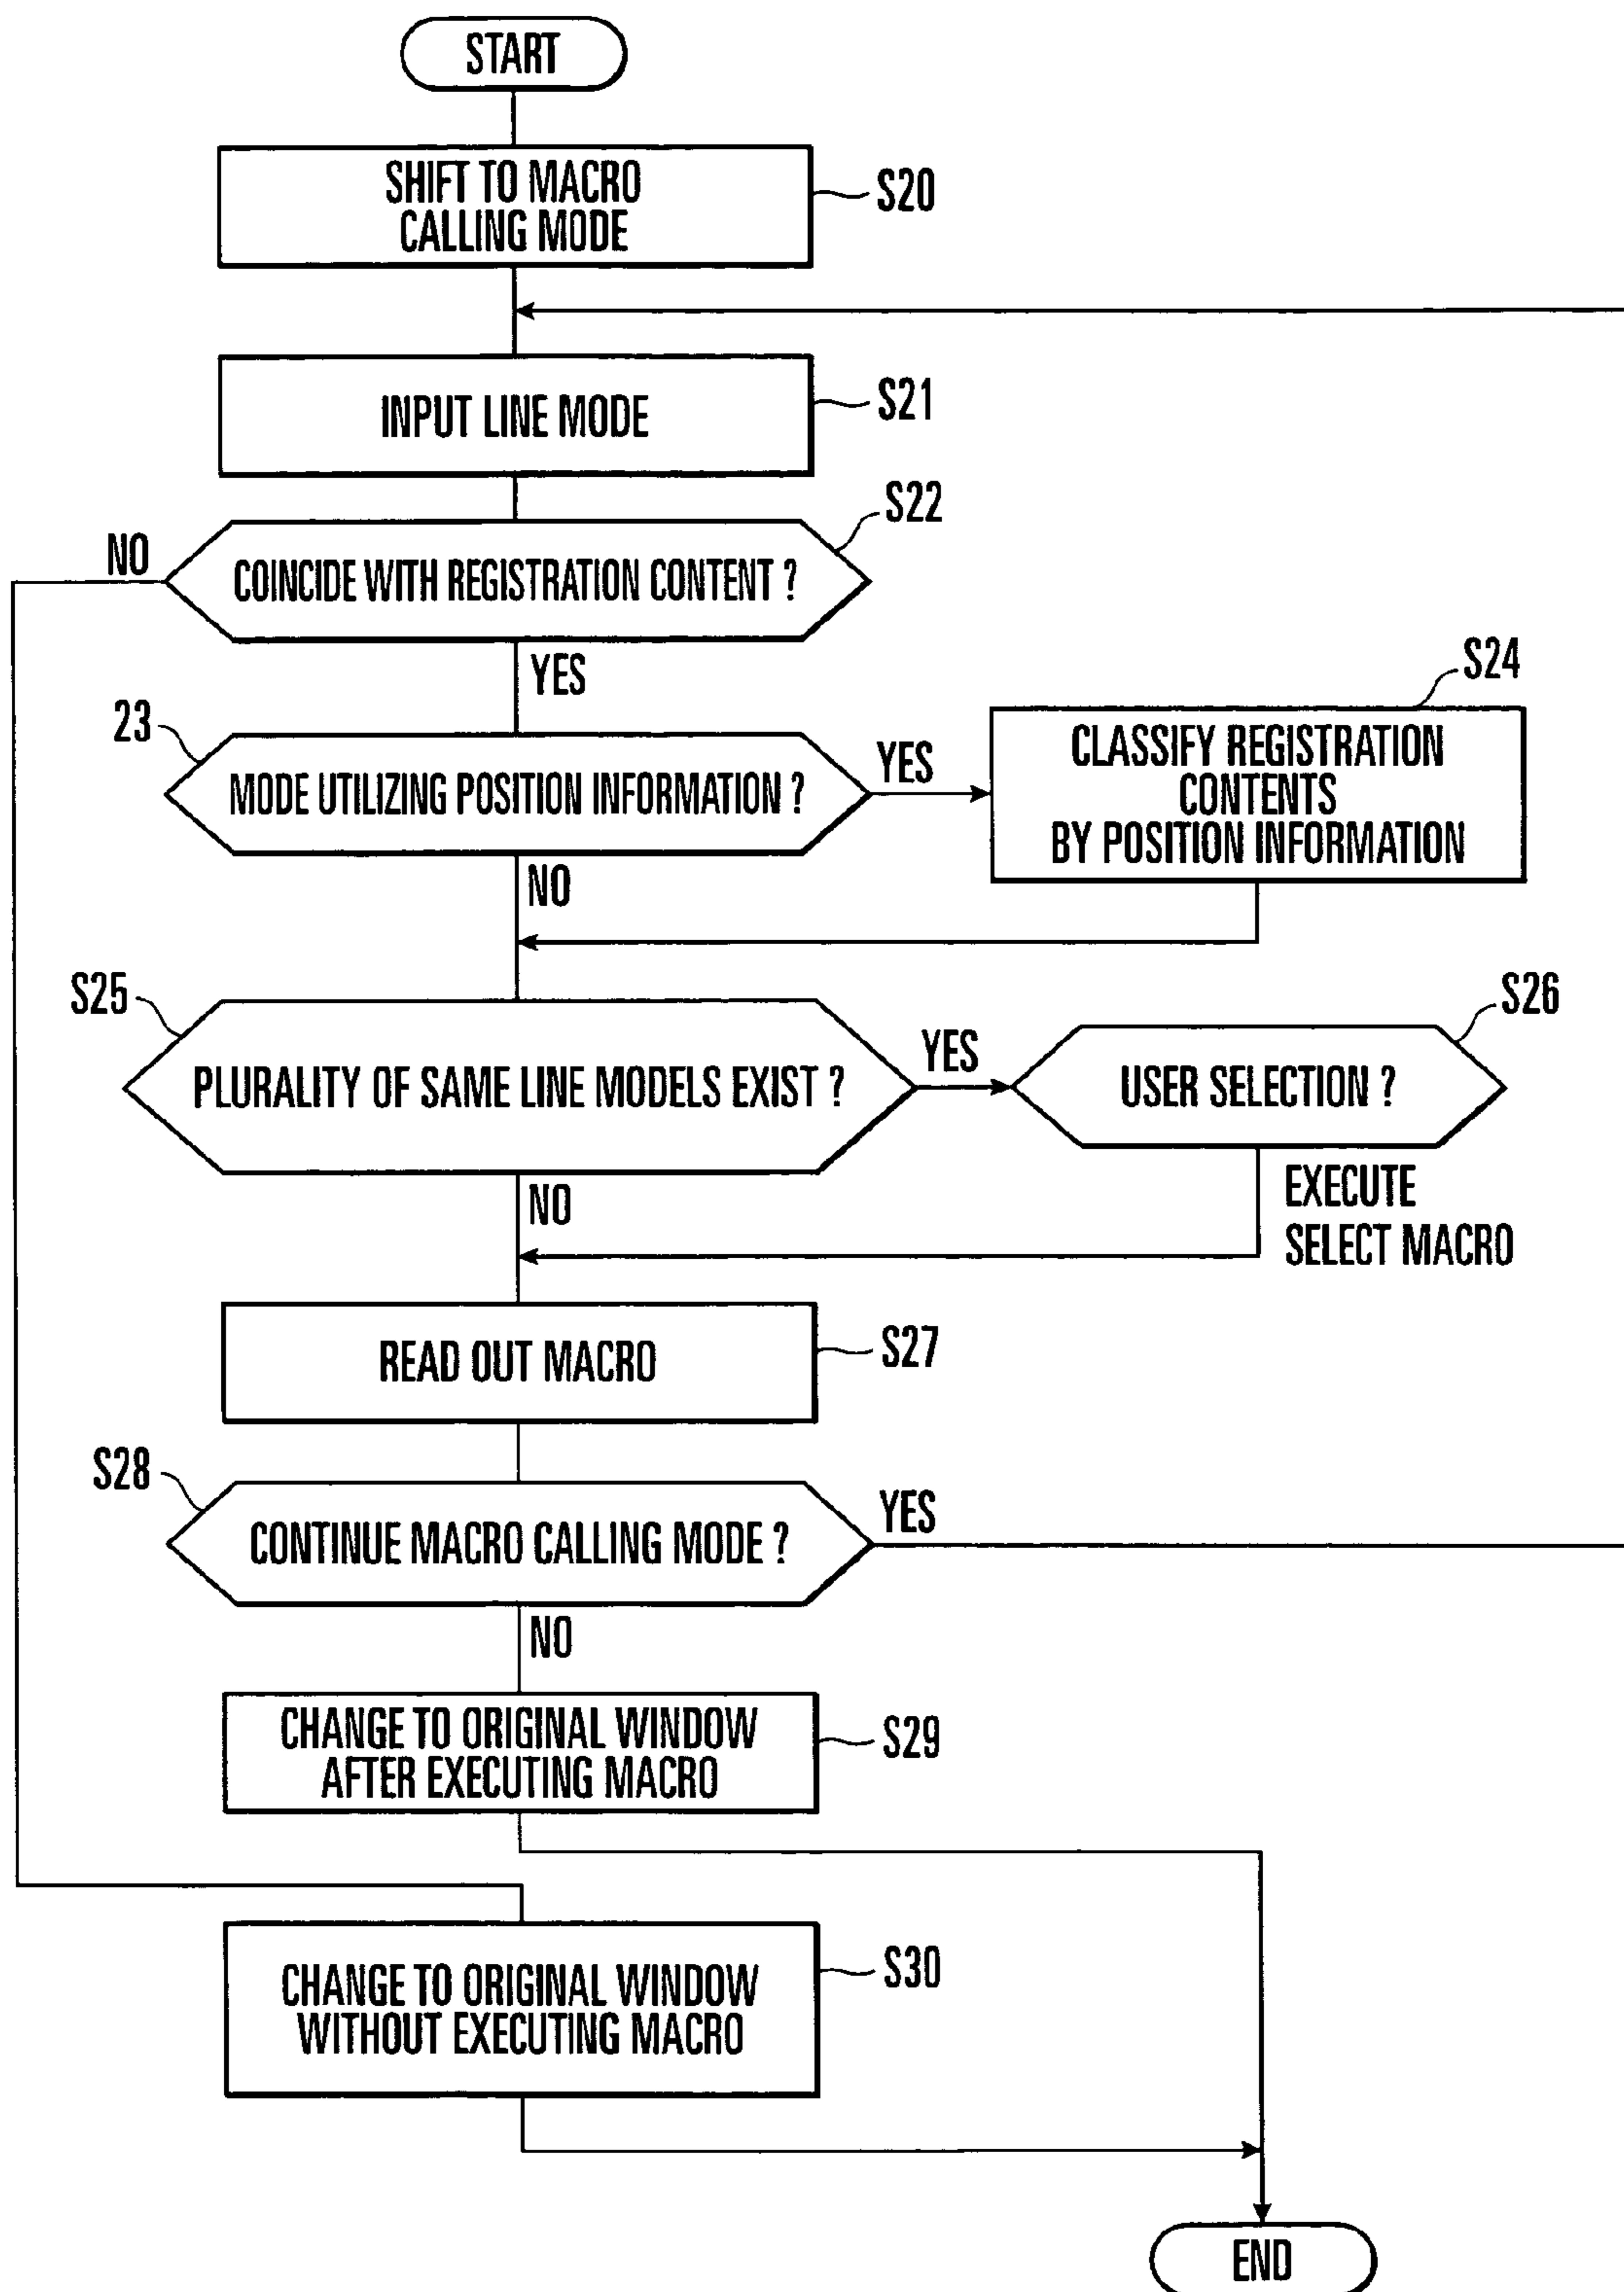 START
SHIFT TO MACRO
CALLING MODE
S20
INPUT LINE MODE
S21
S22
NO
COINCIDE WITH REGISTRATION CONTENT ?
YES
23
MODE UTILIZING POSITION INFORMATION ?
YES
S24
CLASSIFY REGISTRATION
CONTENTS
BY POSITION INFORMATION
NO
S25
PLURALITY OF SAME LINE MODELS EXIST ?
YES
S26
USER SELECTION ?
NO
EXECUTE
SELECT MACRO
READ OUT MACRO
S27
S28
CONTINUE MACRO CALLING MODE ?
YES
NO
CHANGE TO ORIGINAL WINDOW
AFTER EXECUTING MACRO
S29
CHANGE TO ORIGINAL WINDOW
WITHOUT EXECUTING MACRO
S30
END